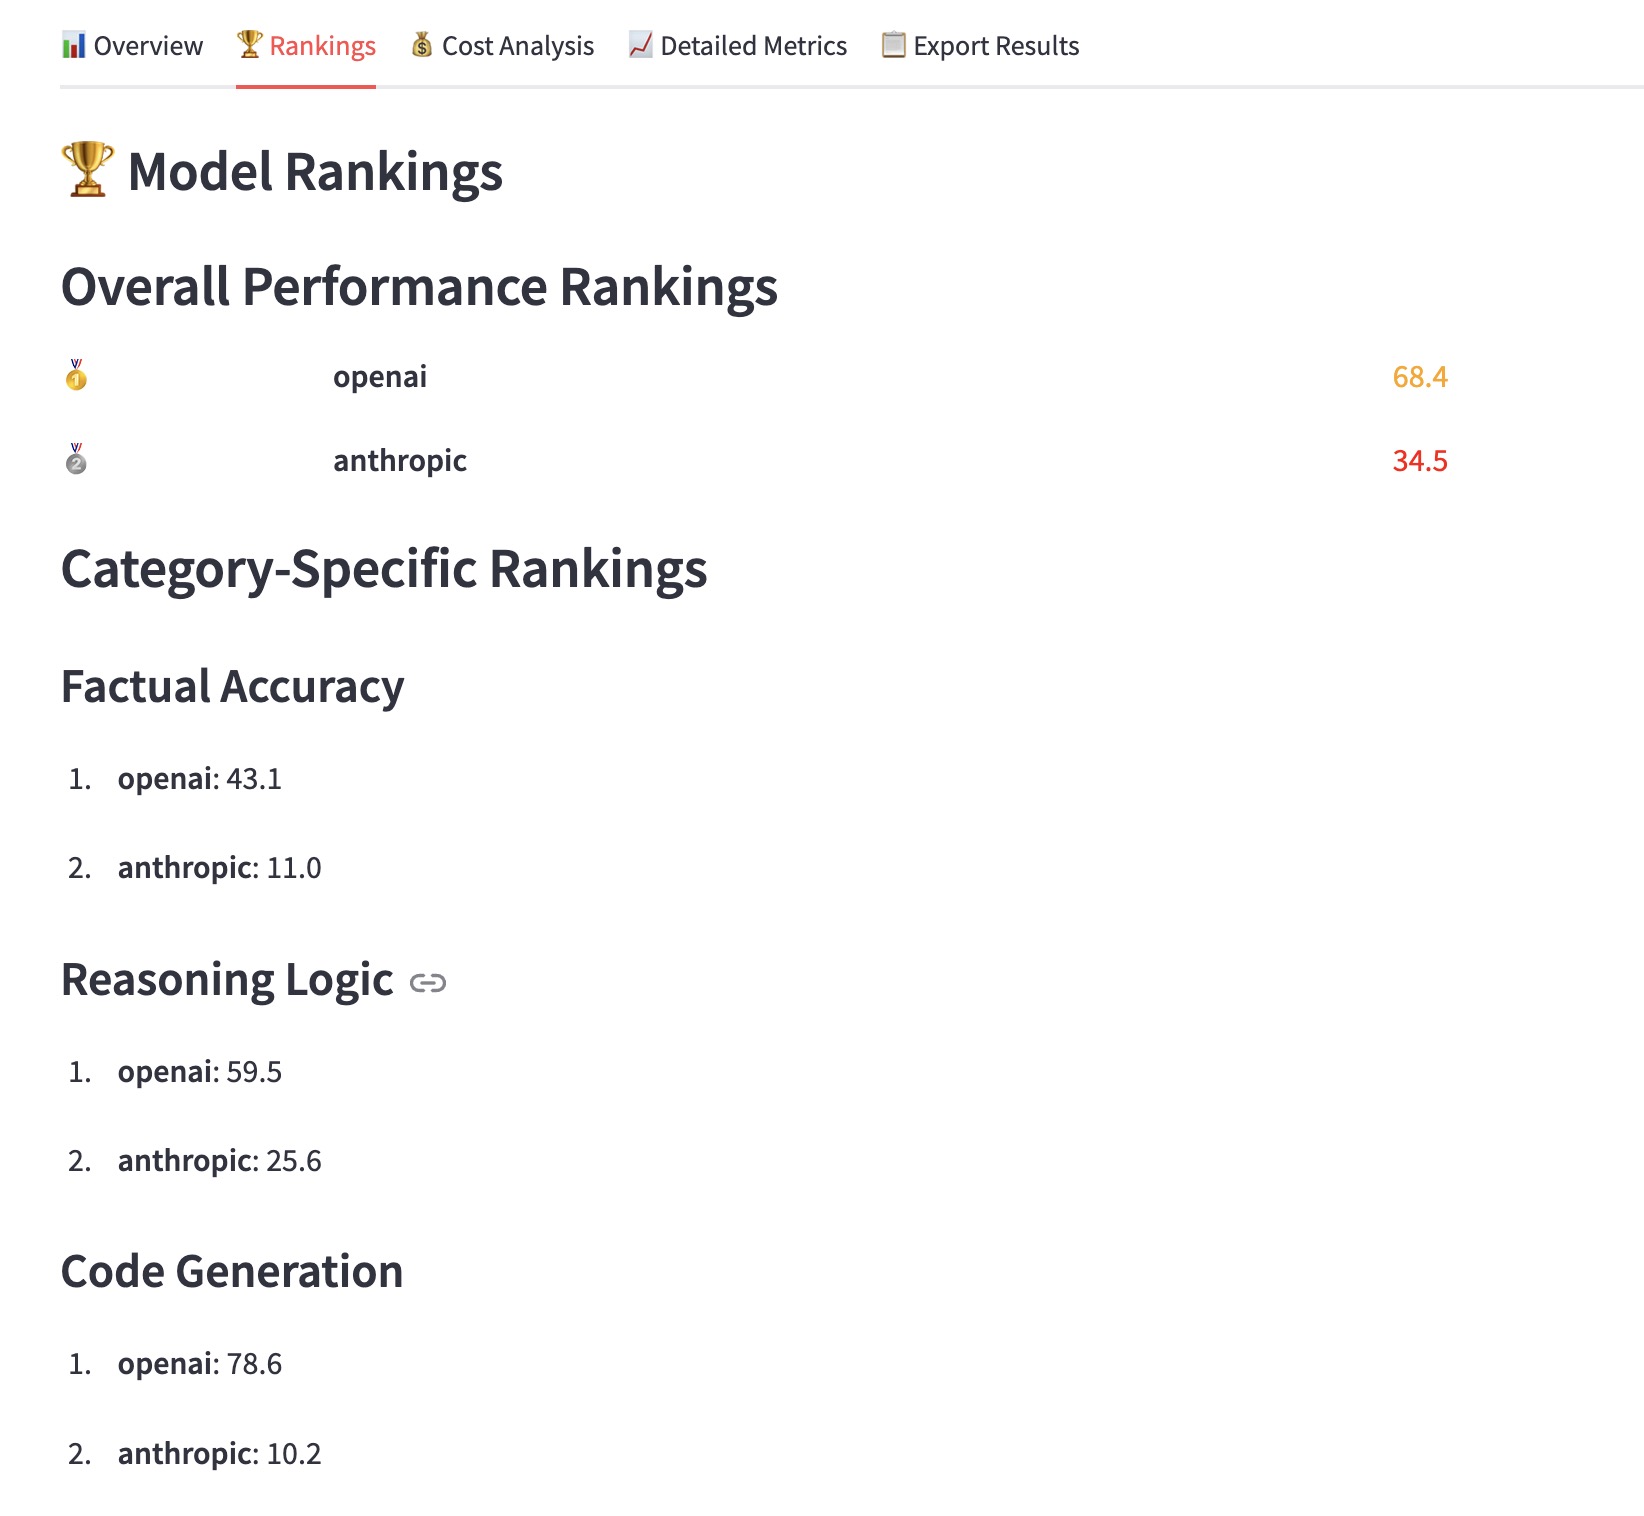 📊 Overview 🏆 Rankings 💰 Cost Analysis 📈 Detailed Metrics 📋 Export Results
🏆 Model Rankings
Overall Performance Rankings
🥇 openai 68.4
🥈 anthropic 34.5
Category-Specific Rankings
Factual Accuracy
1. openai: 43.1
2. anthropic: 11.0
Reasoning Logic
1. openai: 59.5
2. anthropic: 25.6
Code Generation
1. openai: 78.6
2. anthropic: 10.2